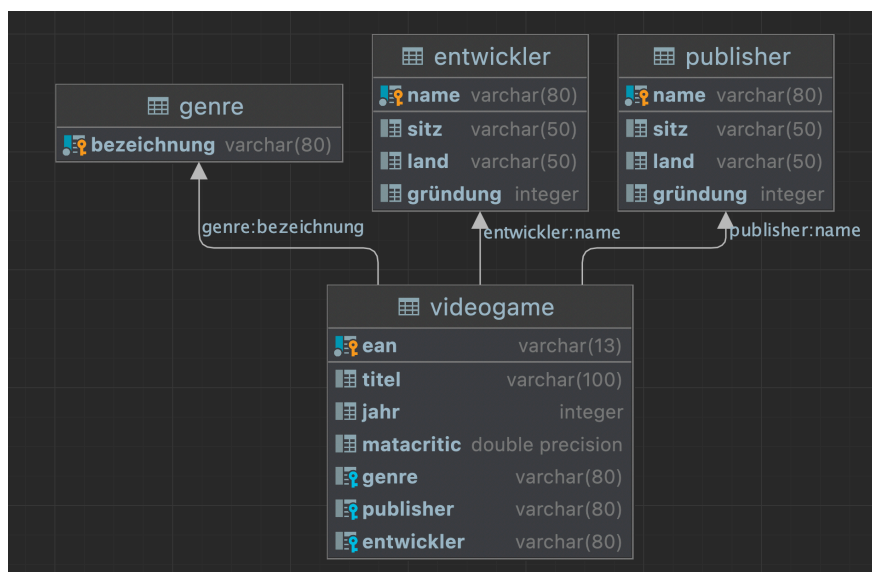 genre
bezeichnung varchar(80)
entwickler
name varchar(80)
sitz varchar(50)
land varchar(50)
gründung integer
publisher
name varchar(80)
sitz varchar(50)
land varchar(50)
gründung integer
genre:bezeichnung
entwickler:name
publisher:name
videogame
ean varchar(13)
titel varchar(100)
jahr integer
matacritic double precision
genre varchar(80)
publisher varchar(80)
entwickler varchar(80)